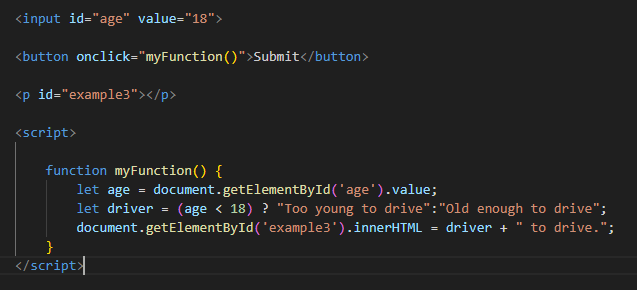 <input id="age" value="18">
<button onclick="myFunction()">Submit</button>
<p id="example3"></p>
<script>
function myFunction() {
let age = document.getElementById('age').value;
let driver = (age < 18) ? "Too young to drive":"Old enough to drive";
document.getElementById('example3').innerHTML = driver + " to drive.";
}
</script>